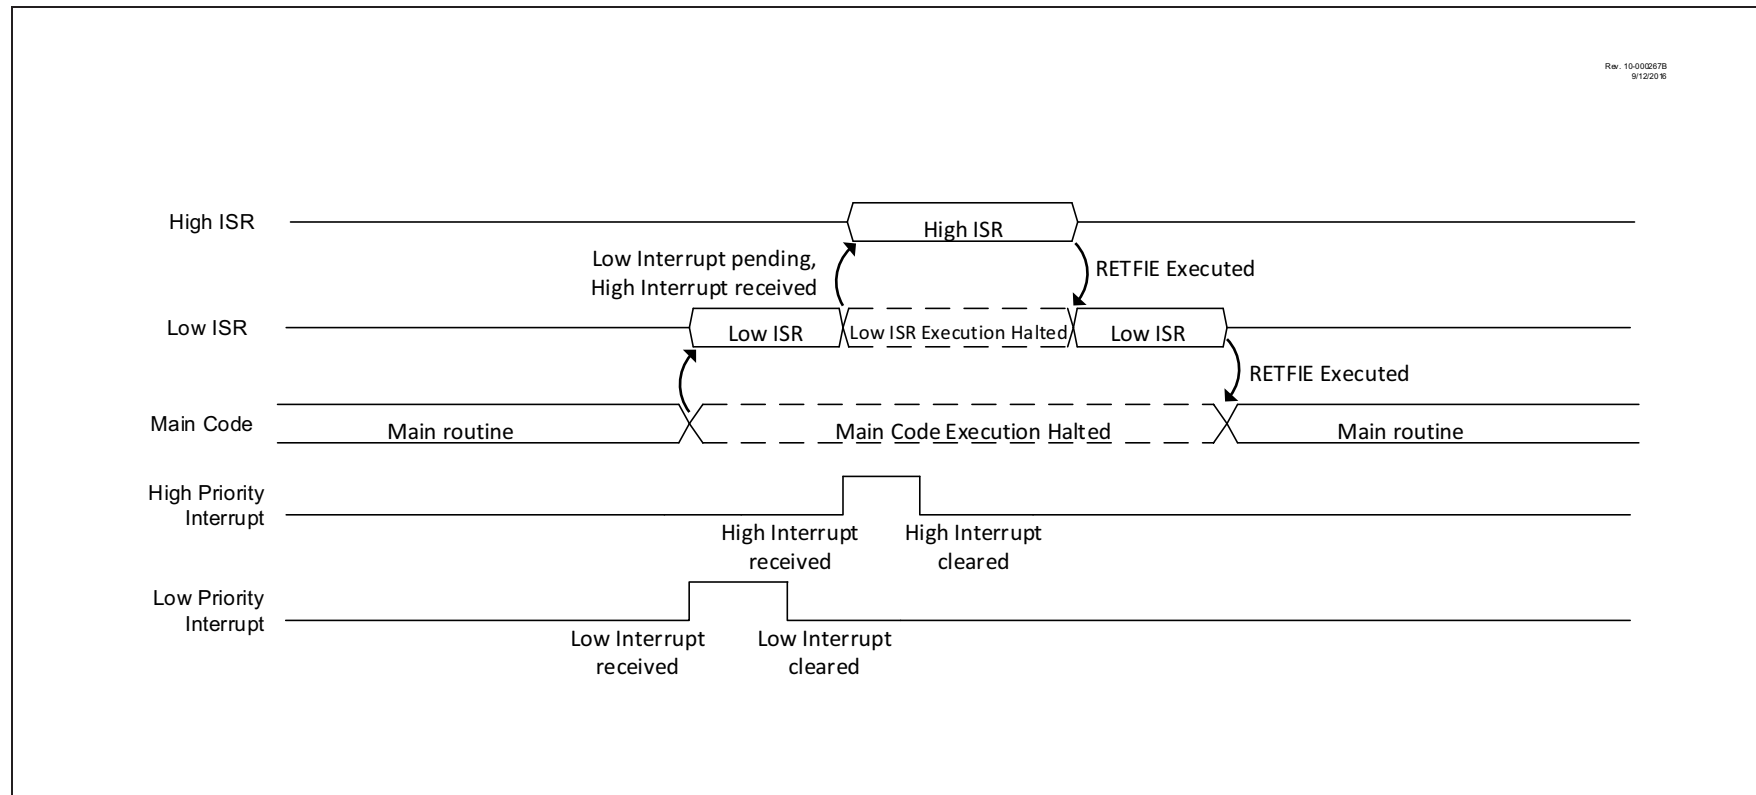 Rev. 10-000267B
9/12/2016
High ISR
High ISR
Low Interrupt pending,
High Interrupt received
RETFIE Executed
Low ISR
Low ISR
Low ISR Execution Halted
Low ISR
RETFIE Executed
Main Code
Main routine
Main Code Execution Halted
Main routine
High Priority
Interrupt
High Interrupt
received
High Interrupt
cleared
Low Priority
Interrupt
Low Interrupt
received
Low Interrupt
cleared